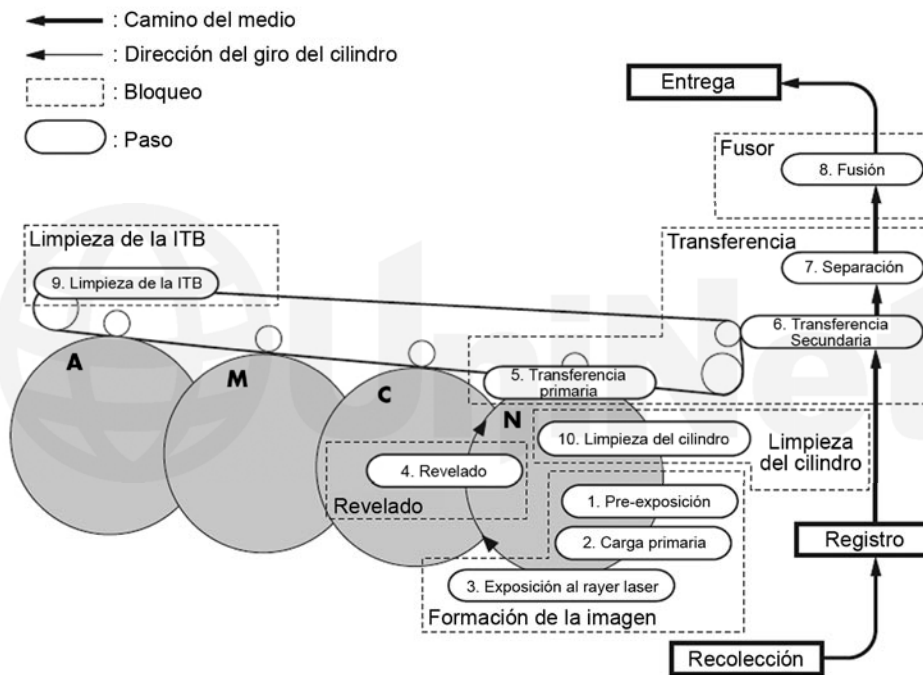 : Camino del medio
: Dirección del giro del cilindro
: Bloqueo
: Paso
Entrega
Fusor
8. Fusión
Limpieza de la ITB
Transferencia
9. Limpieza de la ITB
7. Separación
6. Transferencia
Secundaria
A
M
C
5. Transferencia
primaria
N
10. Limpieza del cilindro
Limpieza
del cilindro
4. Revelado
Revelado
1. Pre-exposición
2. Carga primaria
Registro
3. Exposición al rayer laser
Formación de la imagen
Recolección
UniNet